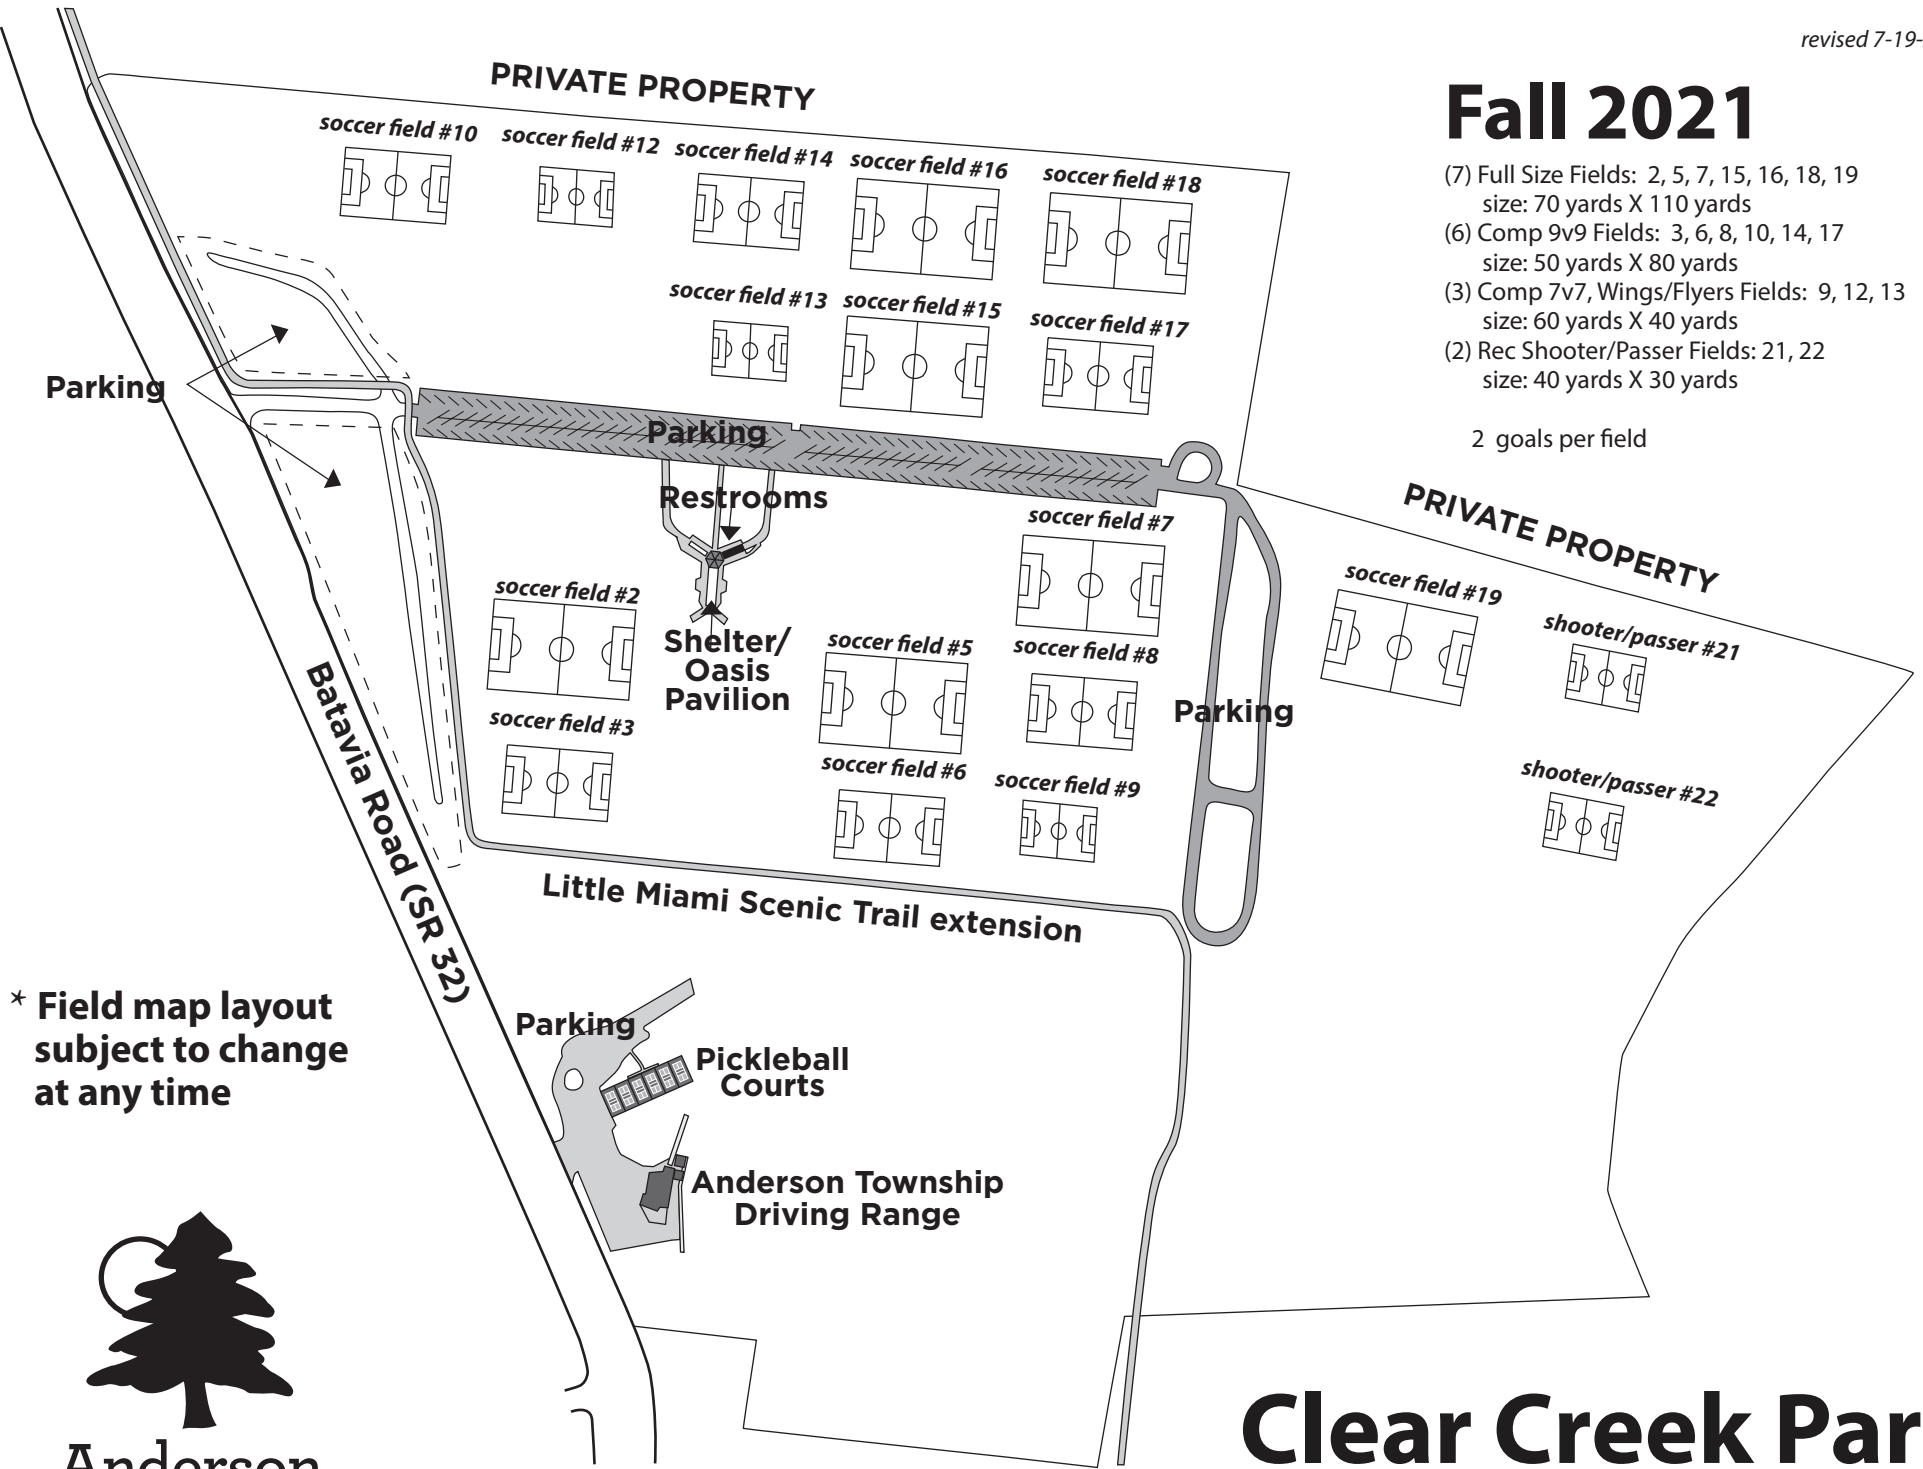 revised 7-19-
Fall 2021
(7) Full Size Fields: 2, 5, 7, 15, 16, 18, 19
size: 70 yards X 110 yards
(6) Comp 9v9 Fields: 3, 6, 8, 10, 14, 17
size: 50 yards X 80 yards
(3) Comp 7v7, Wings/Flyers Fields: 9, 12, 13
size: 60 yards X 40 yards
(2) Rec Shooter/Passer Fields: 21, 22
size: 40 yards X 30 yards
2 goals per field
PRIVATE PROPERTY
soccer field #10
soccer field #12
soccer field #14
soccer field #16
soccer field #18
soccer field #13
soccer field #15
soccer field #17
Parking
Parking
Restrooms
soccer field #7
PRIVATE PROPERTY
soccer field #2
Shelter/
Oasis
Pavilion
soccer field #5
soccer field #8
soccer field #19
shooter/passer #21
soccer field #3
Parking
soccer field #6
soccer field #9
shooter/passer #22
Batavia Road (SR 32)
Little Miami Scenic Trail extension
* Field map layout
subject to change
at any time
Parking
Pickleball
Courts
Anderson Township
Driving Range
Clear Creek Par
Anderson